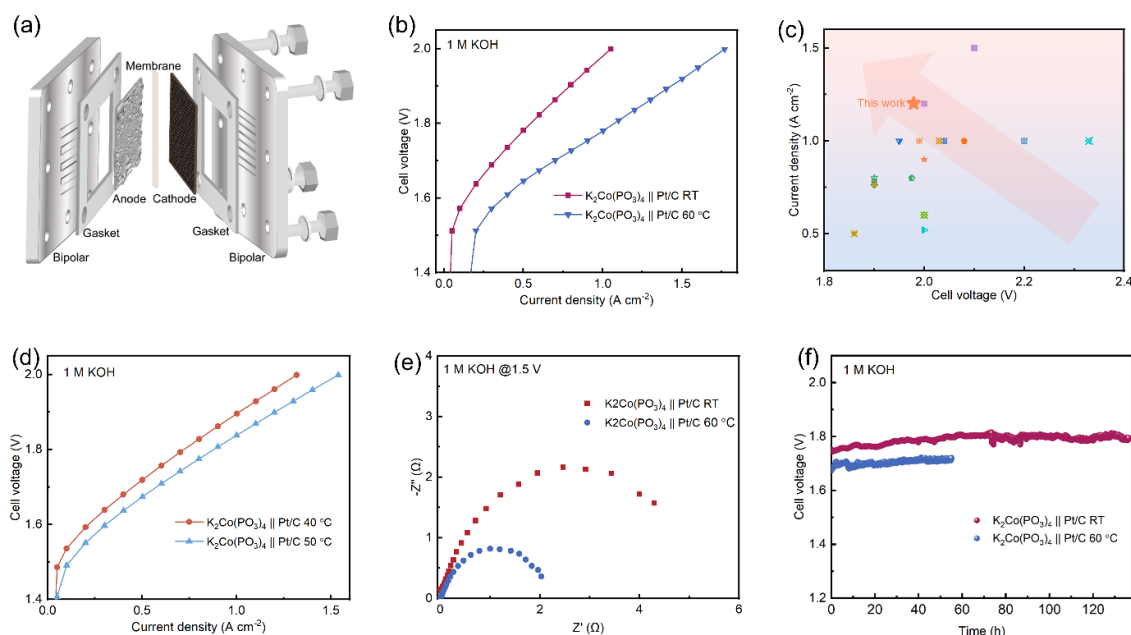 (a)
Membrane
Anode
Cathode
Gasket
Gasket
Bipolar
Bipolar
(b)
1 M KOH
2.0
1.8
1.6
1.4
Cell voltage (V)
K₂Co(PO₃)₄ || Pt/C RT
K₂Co(PO₃)₄ || Pt/C 60 °C
0.0
0.5
1.0
1.5
Current density (A cm⁻²)
(c)
1.5
1.0
0.5
Current density (A cm⁻²)
This work
1.8
2.0
2.2
2.4
Cell voltage (V)
(d)
1 M KOH
2.0
1.8
1.6
1.4
Cell voltage (V)
K₂Co(PO₃)₄ || Pt/C 40 °C
K₂Co(PO₃)₄ || Pt/C 50 °C
0.0
0.5
1.0
1.5
Current density (A cm⁻²)
(e)
1 M KOH @1.5 V
4
3
2
1
0
-Z'' (Ω)
K2Co(PO₃)₄ || Pt/C RT
K2Co(PO₃)₄ || Pt/C 60 °C
0
2
4
6
Z' (Ω)
(f)
1 M KOH
2.0
1.8
1.6
1.4
1.2
Cell voltage (V)
K₂Co(PO₃)₄ || Pt/C RT
K₂Co(PO₃)₄ || Pt/C 60 °C
0
20
40
60
80
100
120
Time (h)